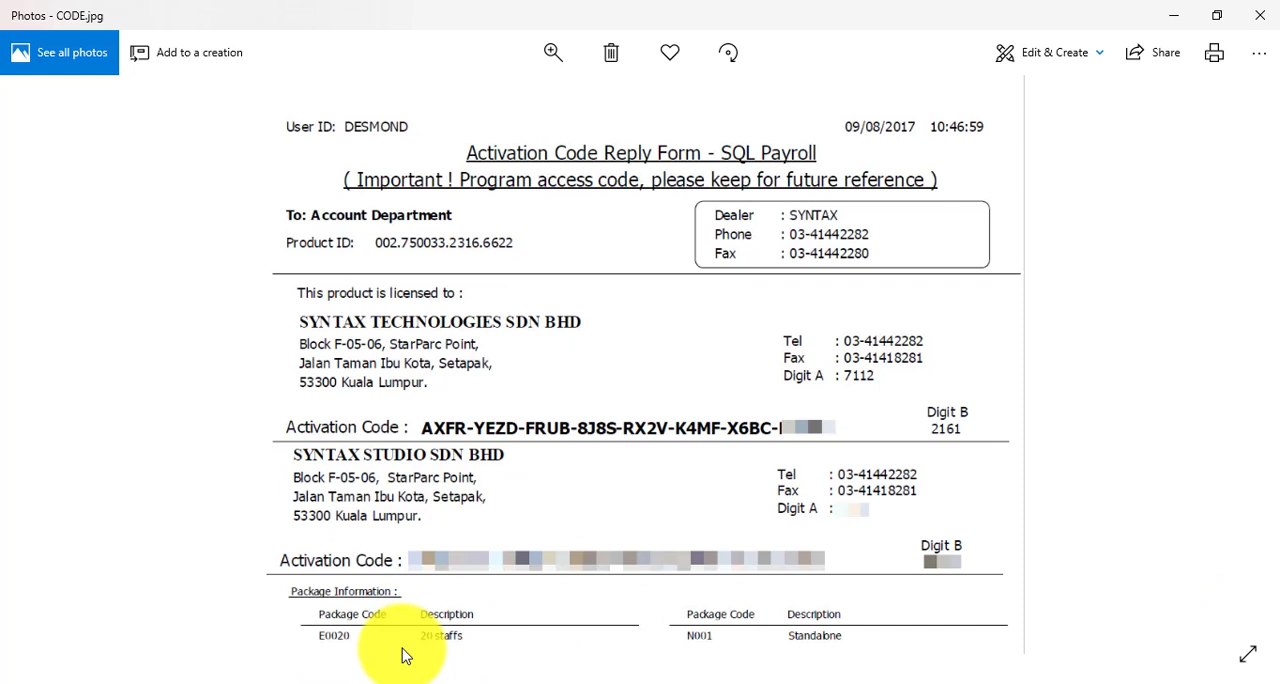 Photos - CODE.jpg
See all photos
Add to a creation
Edit & Create
Share
User ID: DESMOND
09/08/2017 10:46:59
Activation Code Reply Form - SQL Payroll
( Important ! Program access code, please keep for future reference )
To: Account Department
Product ID: 002.750033.2316.6622
Dealer : SYNTAX
Phone : 03-41442282
Fax : 03-41442280
This product is licensed to :
SYNTAX TECHNOLOGIES SDN BHD
Block F-05-06, StarParc Point,
Jalan Taman Ibu Kota, Setapak,
53300 Kuala Lumpur.
Tel : 03-41442282
Fax : 03-41418281
Digit A : 7112
Activation Code : AXFR-YEZD-FRUB-8J8S-RX2V-K4MF-X6BC-
Digit B
2161
SYNTAX STUDIO SDN BHD
Block F-05-06, StarParc Point,
Jalan Taman Ibu Kota, Setapak,
53300 Kuala Lumpur.
Tel : 03-41442282
Fax : 03-41418281
Digit A :
Activation Code :
Digit B
Package Information :
Package Code Description
E0020 20 staffs
Package Code Description
N001 Standalone